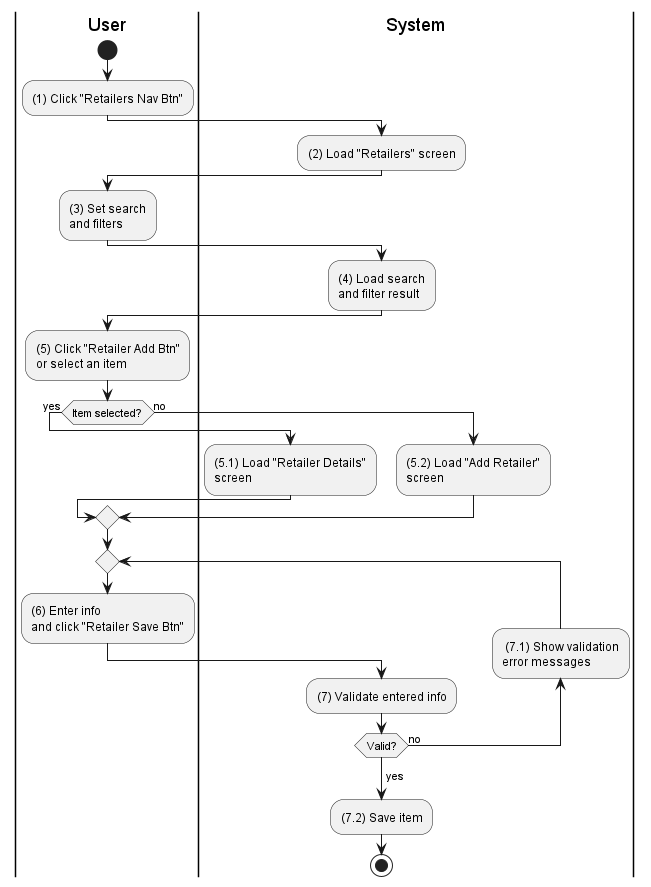 User
System
(1) Click "Retailers Nav Btn"
(2) Load "Retailers" screen
(3) Set search
and filters
(4) Load search
and filter result
(5) Click "Retailer Add Btn"
or select an item
yes
Item selected?
no
(5.1) Load "Retailer Details"
screen
(5.2) Load "Add Retailer"
screen
(6) Enter info
and click "Retailer Save Btn"
(7.1) Show validation
error messages
(7) Validate entered info
Valid?
no
yes
(7.2) Save item